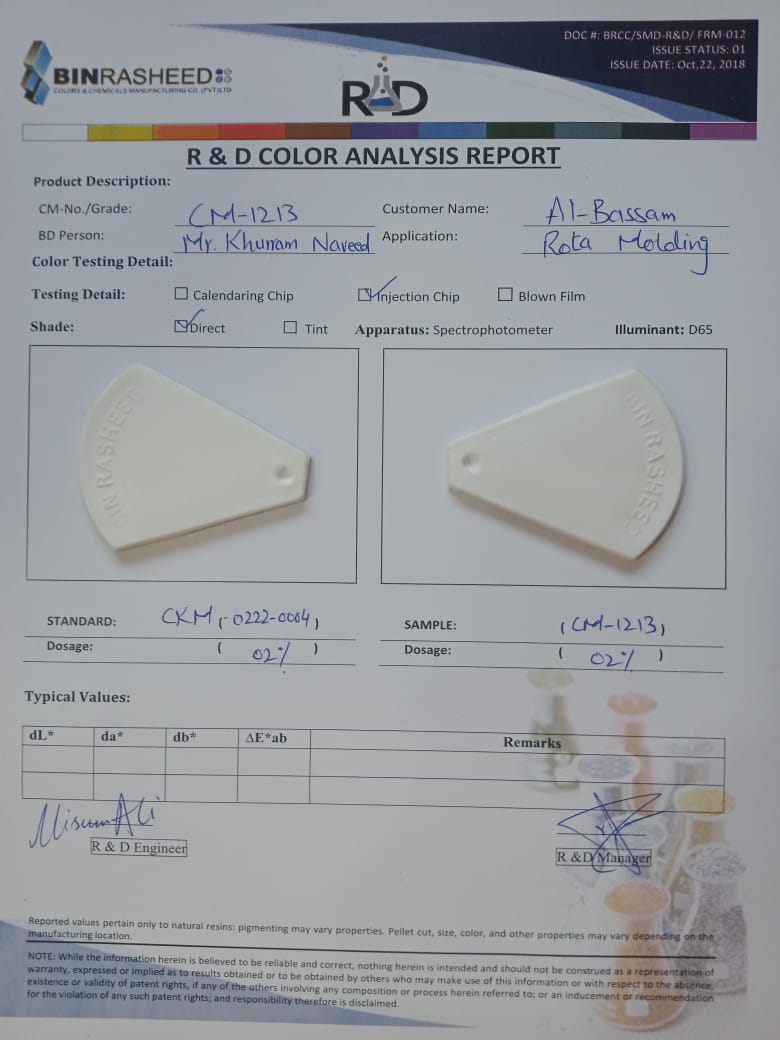 DOC #: BRCC/SMD-R&D/ FRM-012
ISSUE STATUS: 01
ISSUE DATE: Oct,22, 2018
BINRASHEED
COLORS & CHEMICALS MANUFACTURING CO. (PVT)LTD
R&D
R & D COLOR ANALYSIS REPORT
Product Description:
CM-No./Grade: CM-1213 Customer Name: Al-Bassam
BD Person: Mr. Khurram Naveed Application: Rota Molding
Color Testing Detail:
Testing Detail: Calendaring Chip Injection Chip Blown Film
Shade: Direct Tint Apparatus: Spectrophotometer Illuminant: D65
BIN RASHEED BIN RASHEED
STANDARD: CKM (-0222-0004) SAMPLE: (CM-1213)
Dosage: ( 02% ) Dosage: ( 02% )
Typical Values:
dL* da* db* ΔE*ab Remarks
R & D Engineer R &D Manager
Reported values pertain only to natural resins: pigmenting may vary properties. Pellet cut, size, color, and other properties may vary depending on the
manufacturing location.
NOTE: While the information herein is believed to be reliable and correct, nothing herein is intended and should not be construed as a representation of
warranty, expressed or implied as to results obtained or to be obtained by others who may make use of this information or with respect to the absence,
existence or validity of patent rights, if any of the others involving any composition or process herein referred to; or an inducement or recommendation
for the violation of any such patent rights; and responsibility therefore is disclaimed.